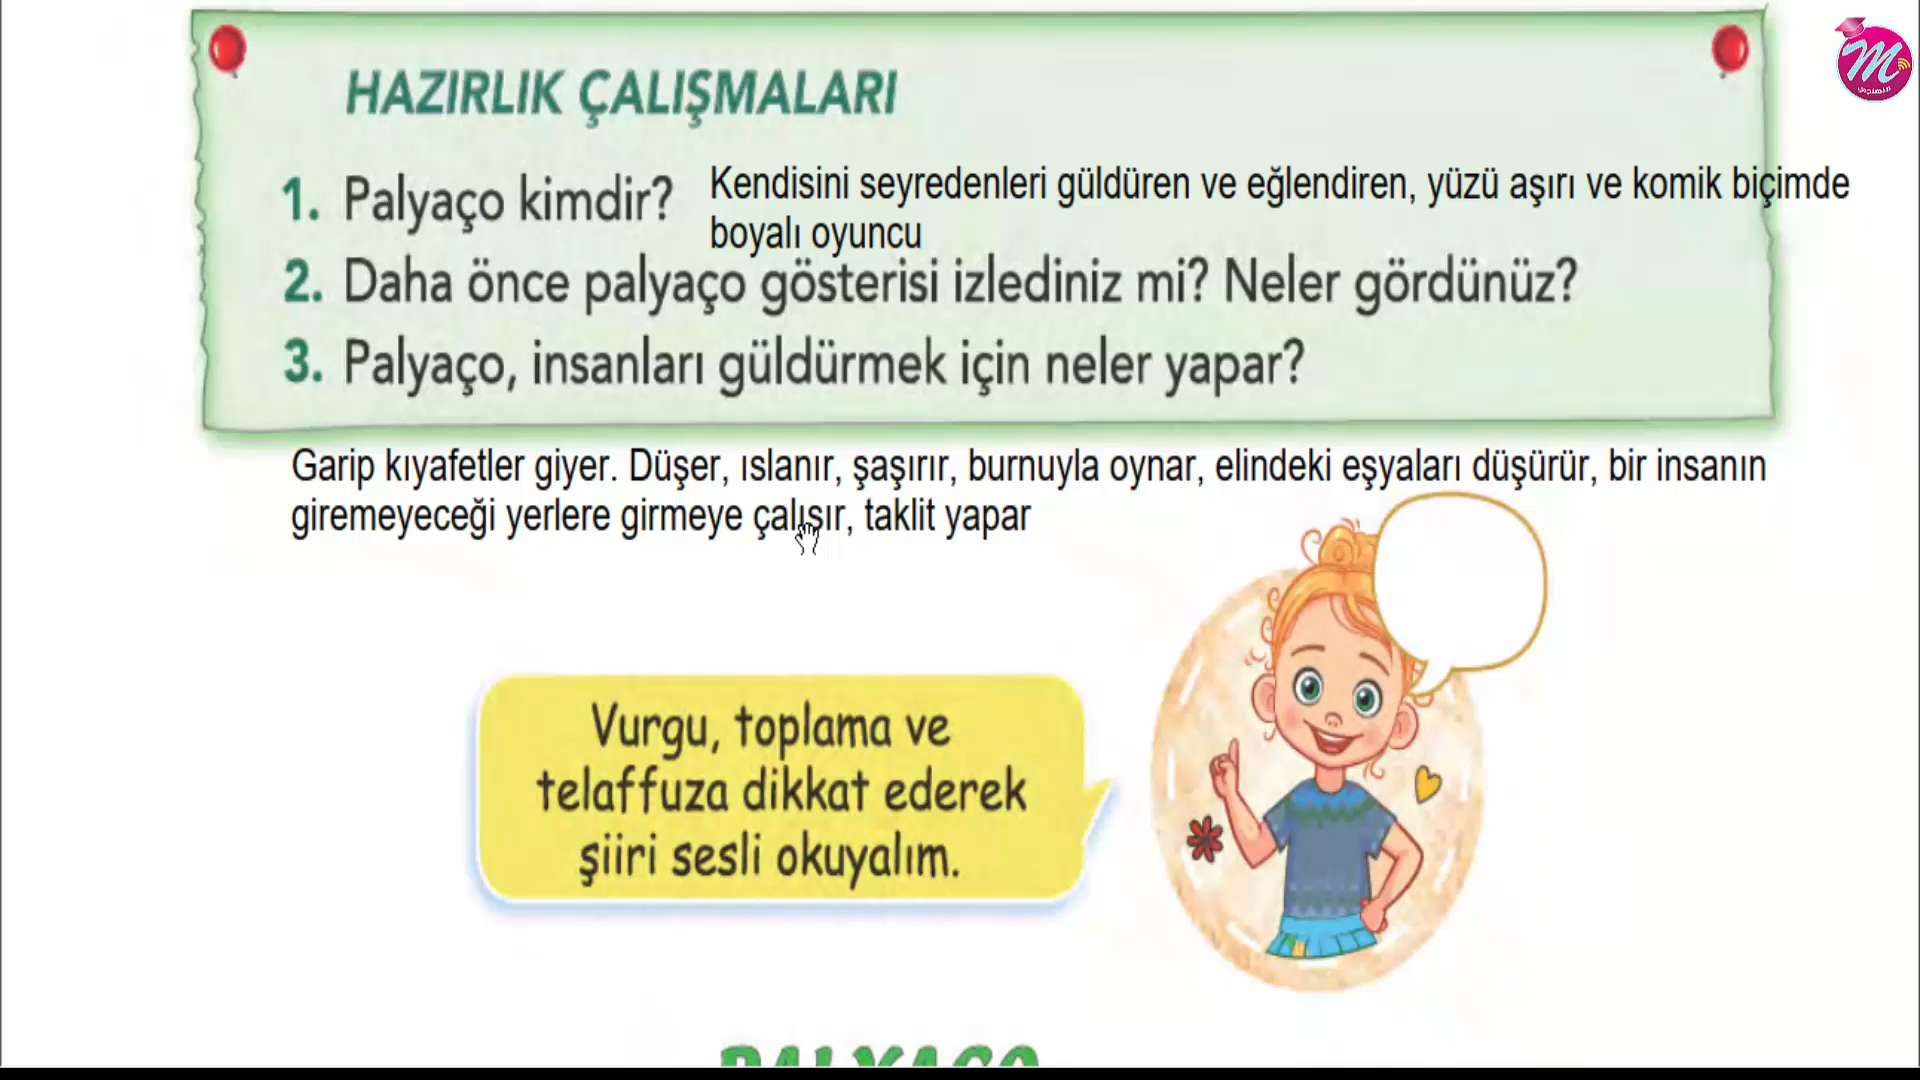 HAZIRLIK ÇALIŞMALARI
1. Palyaço kimdir? Kendisini seyredenleri güldüren ve eğlendiren, yüzü aşırı ve komik biçimde
boyalı oyuncu
2. Daha önce palyaço gösterisi izlediniz mi? Neler gördünüz?
3. Palyaço, insanları güldürmek için neler yapar?
Garip kıyafetler giyer. Düşer, ıslanır, şaşırır, burnuyla oynar, elindeki eşyaları düşürür, bir insanın
giremeyeceği yerlere girmeye çalışır, taklit yapar
Vurgu, toplama ve
telaffuza dikkat ederek
şiiri sesli okuyalım.
PALYAÇO